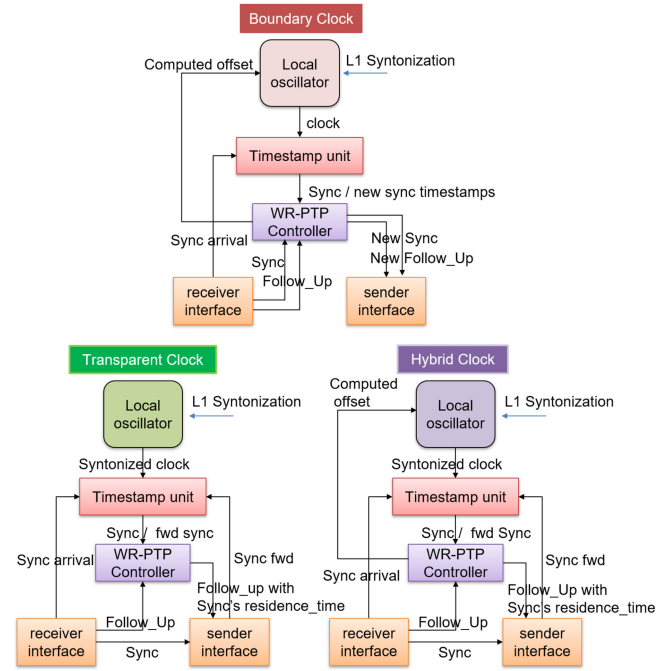 Boundary Clock
Computed offset
Local
oscillator
L1 Syntonization
clock
Timestamp unit
Sync / new sync timestamps
WR-PTP
Controller
Sync arrival
New Sync
New Follow_Up
Sync
Follow_Up
receiver
interface
sender
interface
Transparent Clock
Local
oscillator
L1 Syntonization
Syntonized clock
Timestamp unit
Sync / fwd sync
Sync arrival
WR-PTP
Controller
Sync fwd
Follow_up with
Sync's residence_time
Follow_Up
receiver
interface
Sync
sender
interface
Hybrid Clock
Computed
offset
Local
oscillator
L1 Syntonization
Syntonized clock
Timestamp unit
Sync / fwd Sync
WR-PTP
Controller
Sync fwd
Sync arrival
Follow_Up with
Sync's residence_time
Follow_Up
receiver
interface
Sync
sender
interface